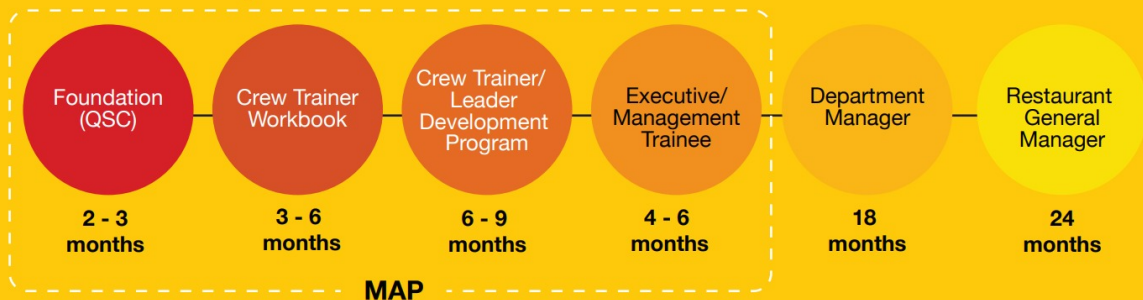 Foundation
(QSC)
2 - 3
months
Crew Trainer
Workbook
3 - 6
months
Crew Trainer/
Leader
Development
Program
6 - 9
months
Executive/
Management
Trainee
4 - 6
months
Department
Manager
18
months
Restaurant
General
Manager
24
months
MAP